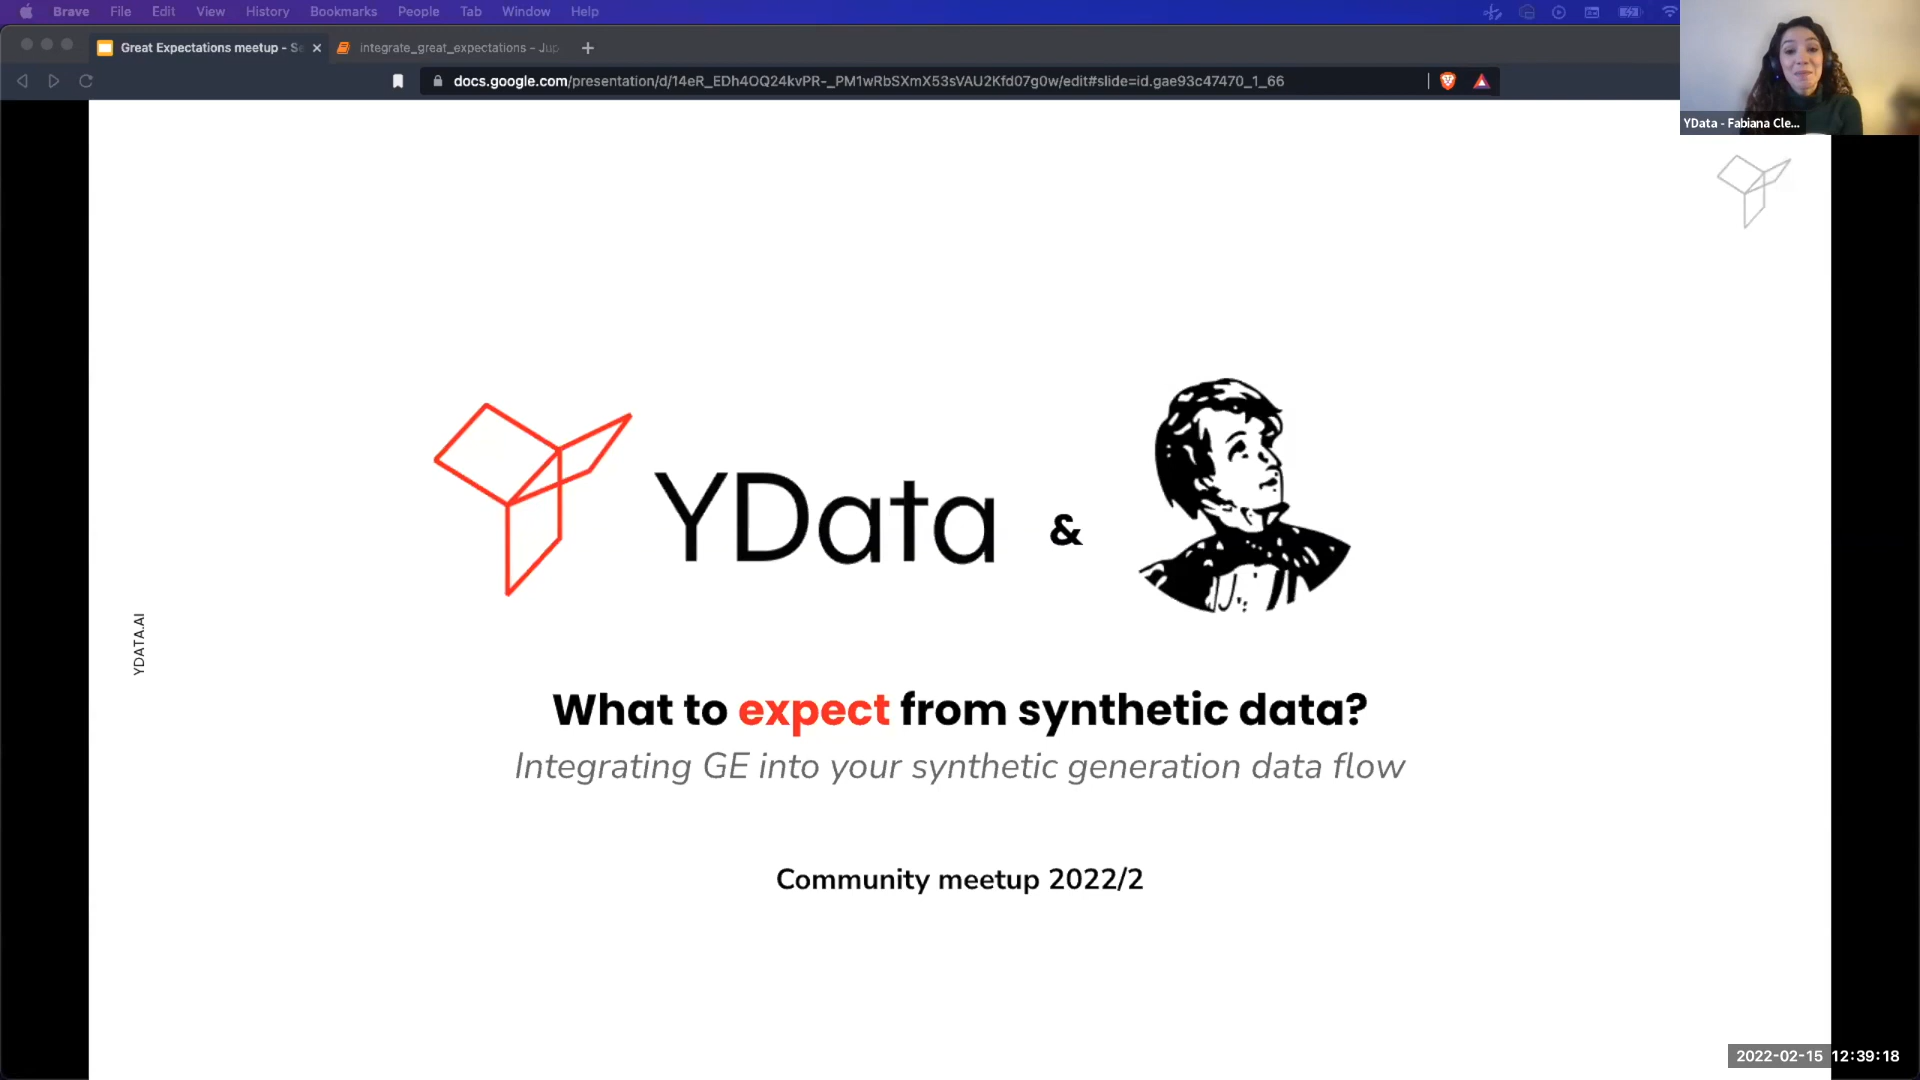 Brave File Edit View History Bookmarks People Tab Window Help
Great Expectations meetup - Se
integrate_great_expectations - Jup
docs.google.com/presentation/d/14eR_EDh4OQ24kvPR-_PM1wRbSXmX53sVAU2Kfd07g0w/edit#slide=id.gae93c47470_1_66
YData - Fabiana Cle...
YData &
YDATA.AI
What to expect from synthetic data?
Integrating GE into your synthetic generation data flow
Community meetup 2022/2
2022-02-15 12:39:18